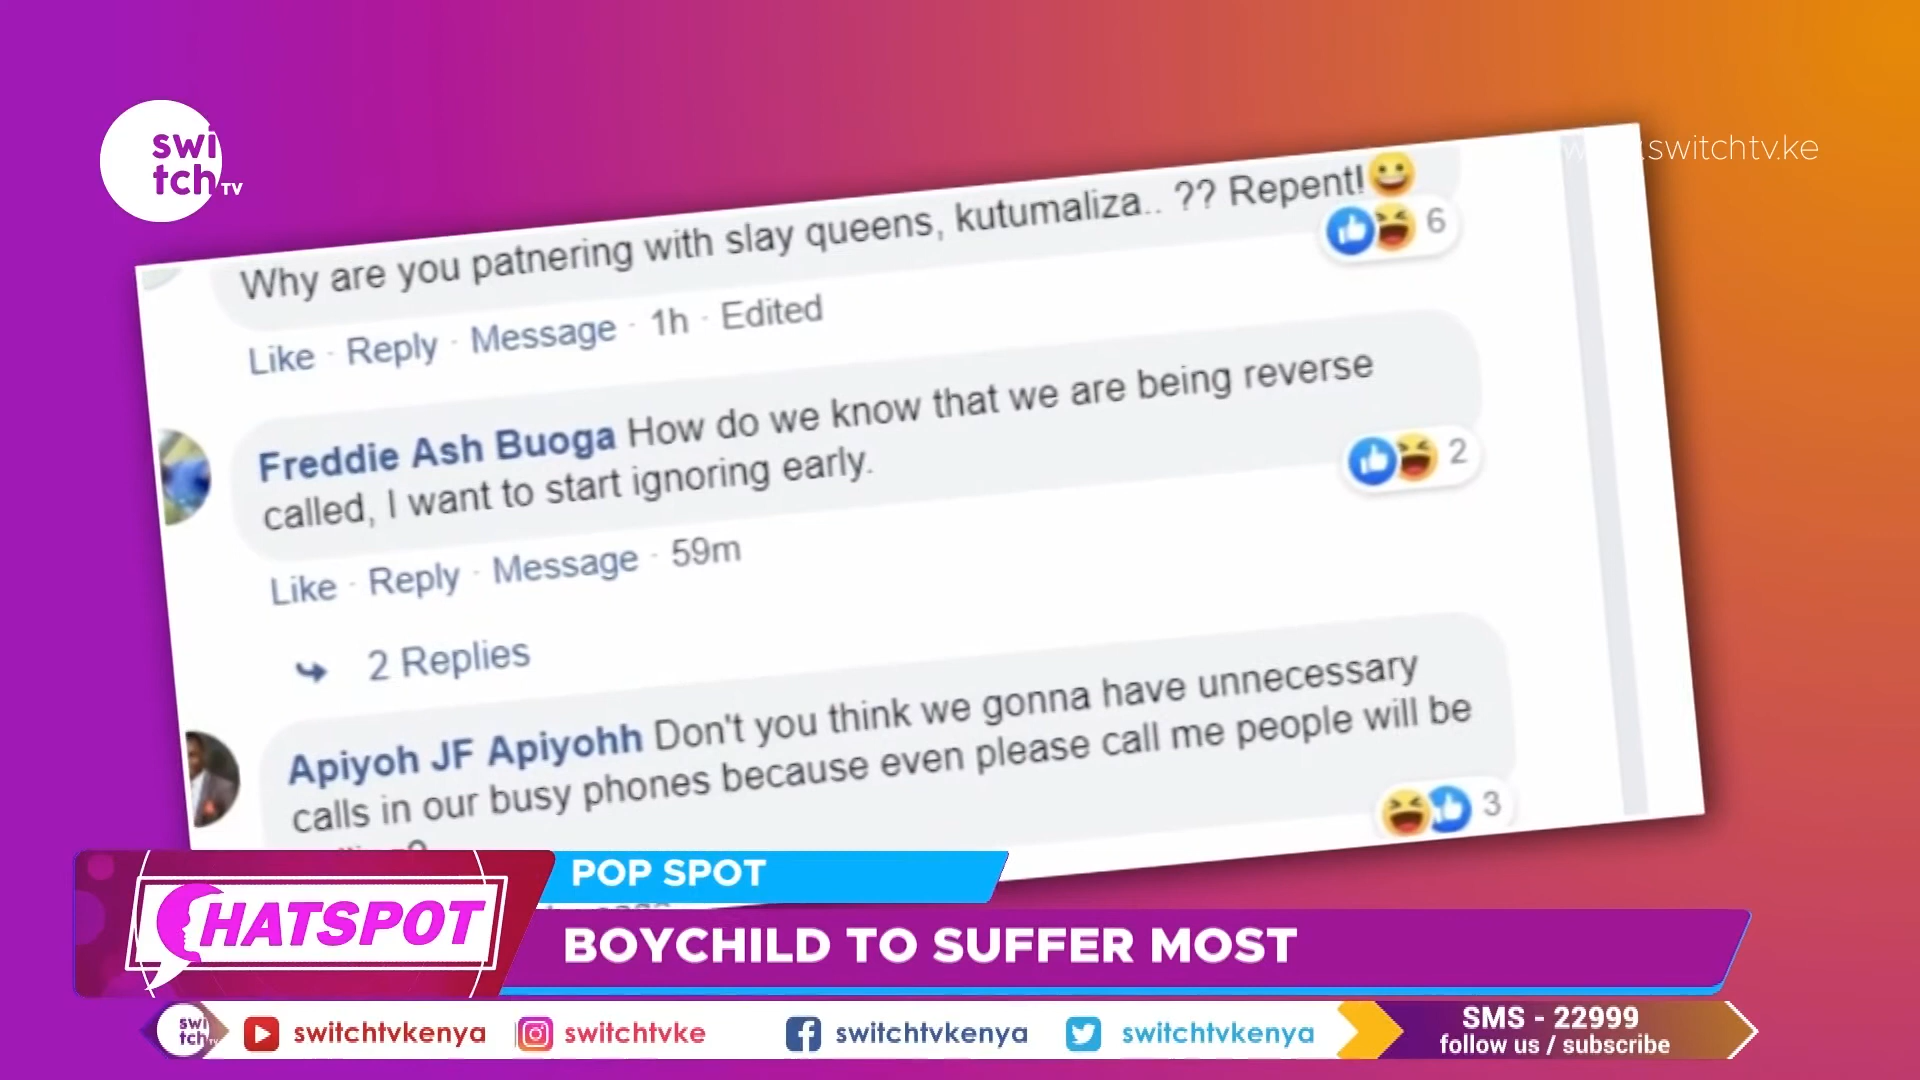 swi
tch TV
switchtv.ke
Why are you patnering with slay queens, kutumaliza.. ?? Repent!
6
Like · Reply · Message · 1h · Edited
Freddie Ash Buoga How do we know that we are being reverse
called, I want to start ignoring early.
2
Like · Reply · Message · 59m
2 Replies
Apiyoh JF Apiyohh Don't you think we gonna have unnecessary
calls in our busy phones because even please call me people will be
3
POP SPOT
CHATSPOT
BOYCHILD TO SUFFER MOST
swi
tch TV
switchtvkenya
switchtvke
switchtvkenya
switchtvkenya
SMS - 22999
follow us / subscribe